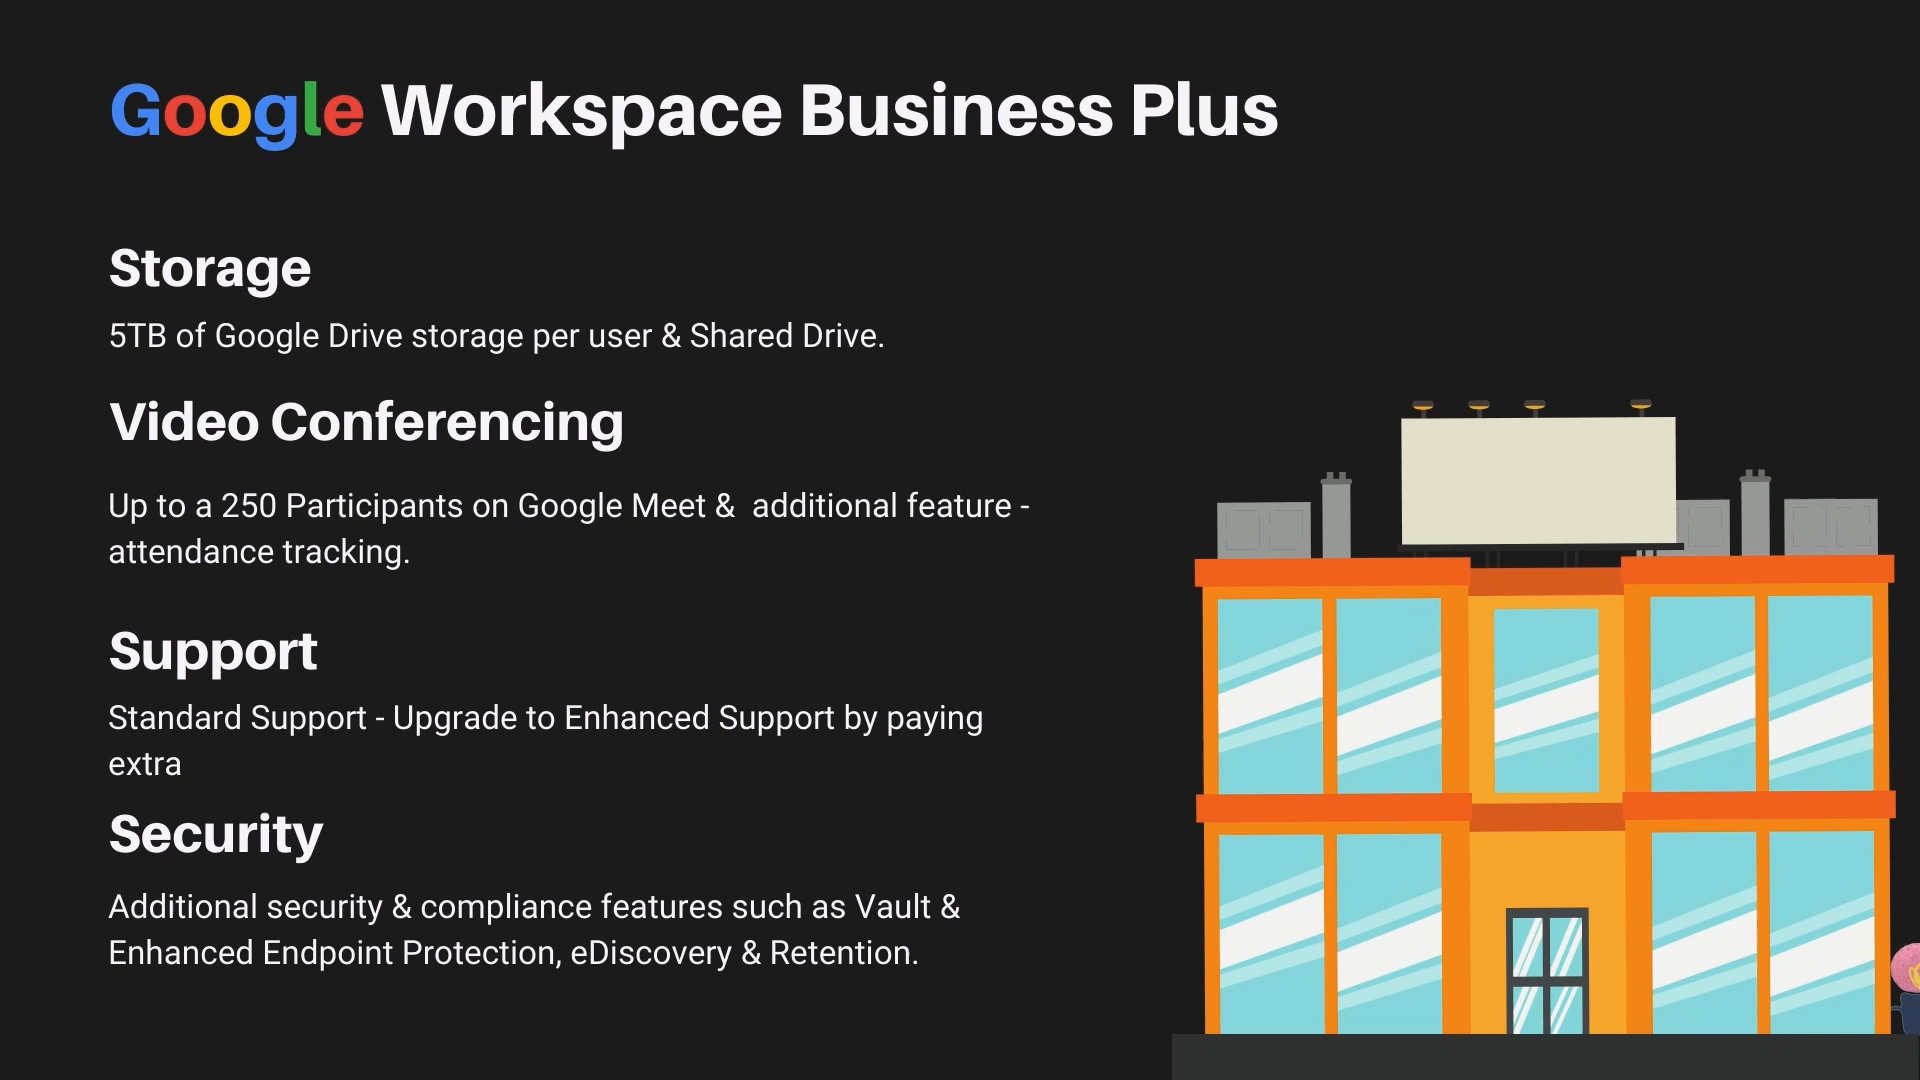 Google Workspace Business Plus
Storage
5TB of Google Drive storage per user & Shared Drive.
Video Conferencing
Up to a 250 Participants on Google Meet &  additional feature -
attendance tracking.
Support
Standard Support - Upgrade to Enhanced Support by paying
extra
Security
Additional security & compliance features such as Vault &
Enhanced Endpoint Protection, eDiscovery & Retention.